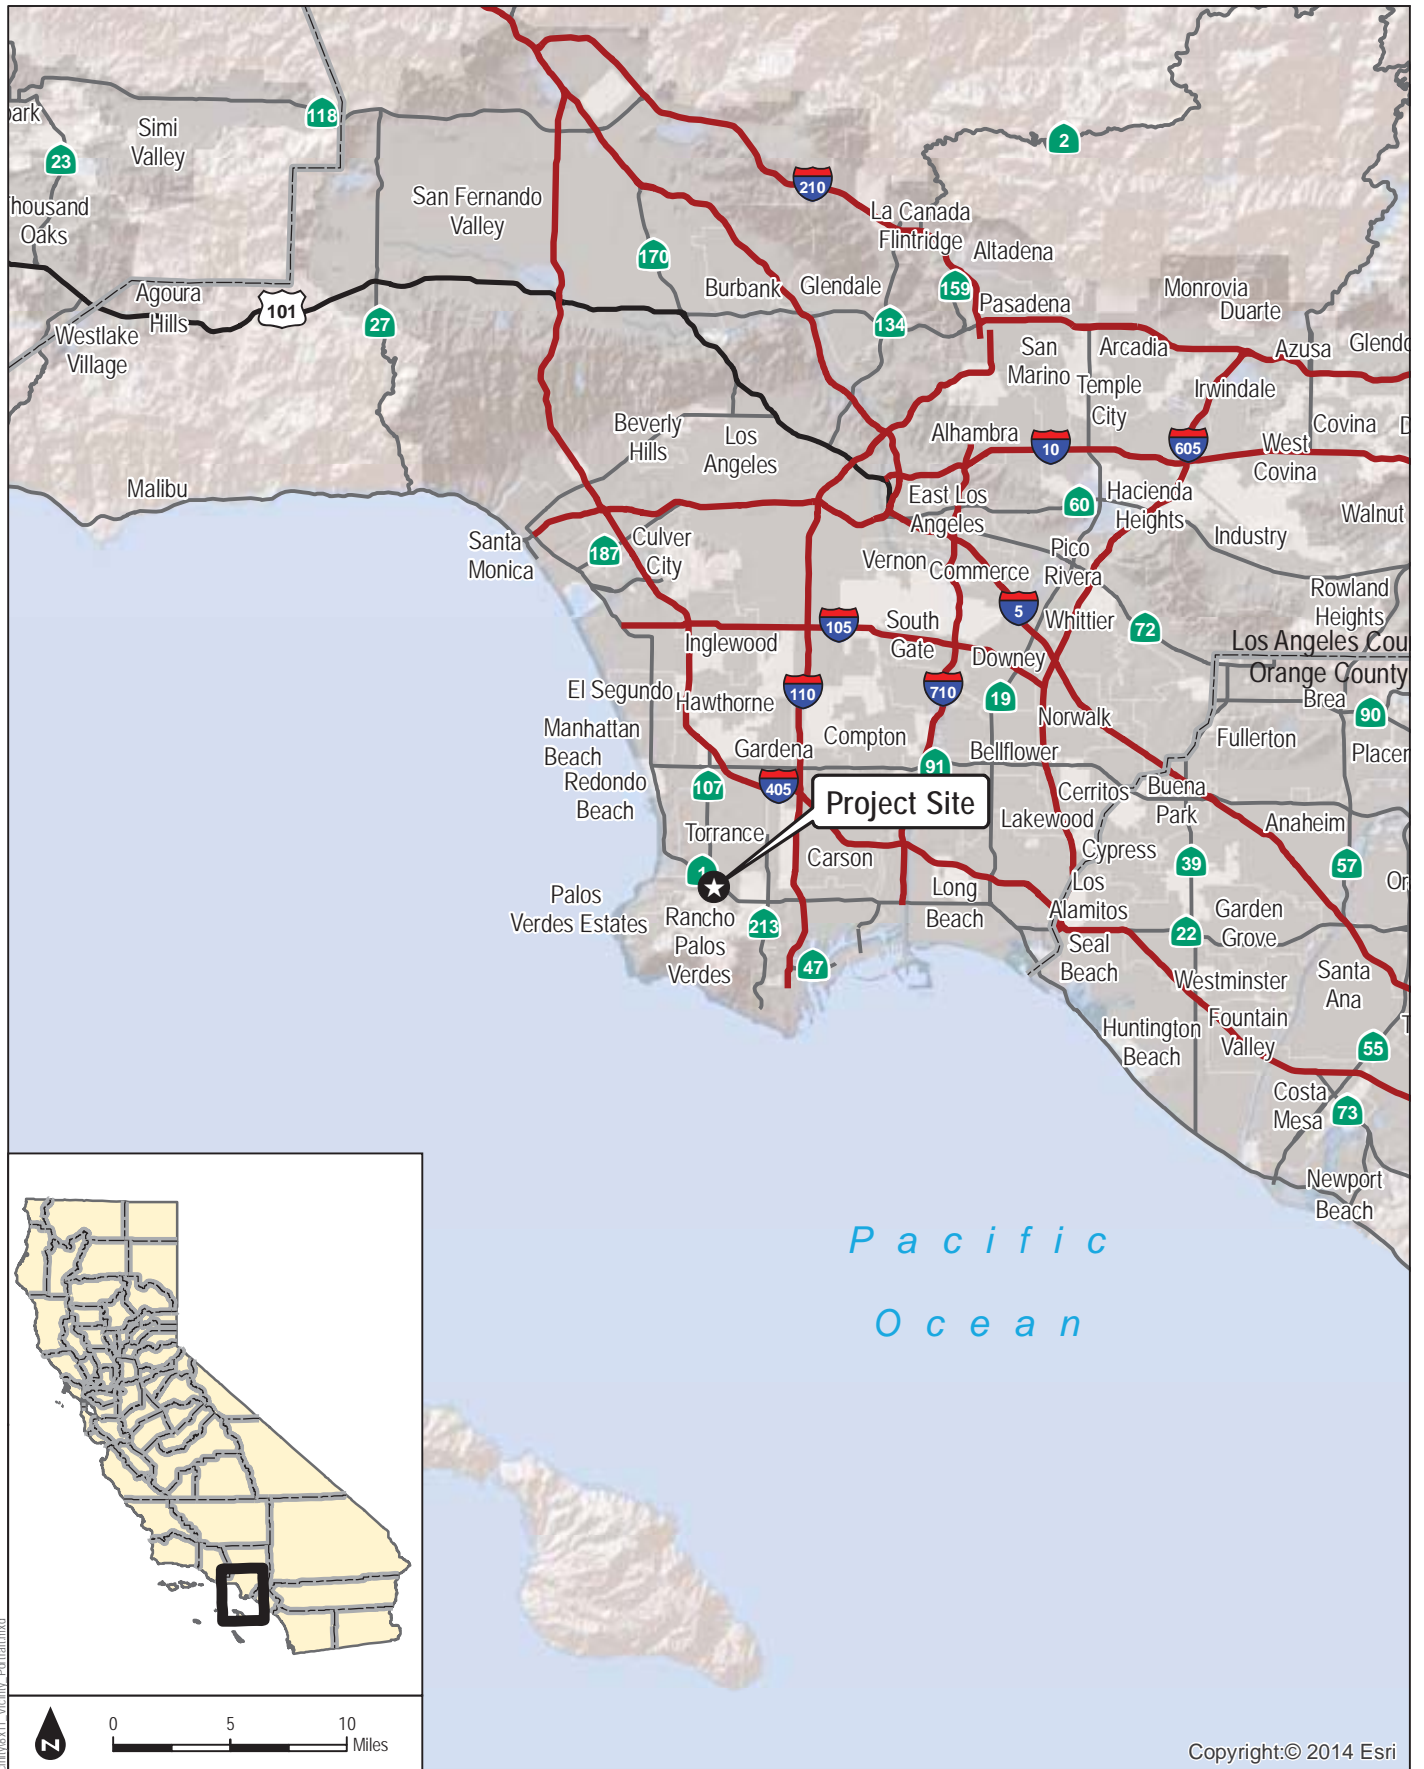 118
2
park
Simi
Valley
23
210
Thousand
Oaks
San Fernando
Valley
La Canada
Flintridge
Altadena
170
Burbank
Glendale
159
Pasadena
Monrovia
Duarte
Agoura
Hills
101
27
134
Westlake
Village
San
Marino
Arcadia
Azusa
Temple
City
Irwindale
Beverly
Hills
Los
Angeles
Alhambra
10
605
Covina
West
Covina
Malibu
East Los
Angeles
60
Hacienda
Heights
Walnut
Industry
Santa
Monica
187
Culver
City
Vernon
Commerce
Pico
Rivera
Rowland
Heights
5
105
South
Gate
Whittier
72
Inglewood
Downey
Los Angeles Cou
Orange County
El Segundo
Hawthorne
110
710
19
Norwalk
Brea
90
Manhattan
Beach
Gardena
Compton
Bellflower
Fullerton
Placer
Redondo
Beach
107
405
91
Project Site
Cerritos
Buena
Park
Lakewood
Anaheim
Torrance
Carson
Cypress
39
57
1
Palos
Verdes Estates
Rancho
Palos
Verdes
213
Long
Beach
Los
Alamitos
Or
Garden
Grove
22
47
Seal
Beach
Westminster
Santa
Ana
Huntington
Beach
Fountain
Valley
55
Costa
Mesa
73
Newport
Beach
Pacific
Ocean
N
0 5 10
Miles
Copyright:© 2014 Esri